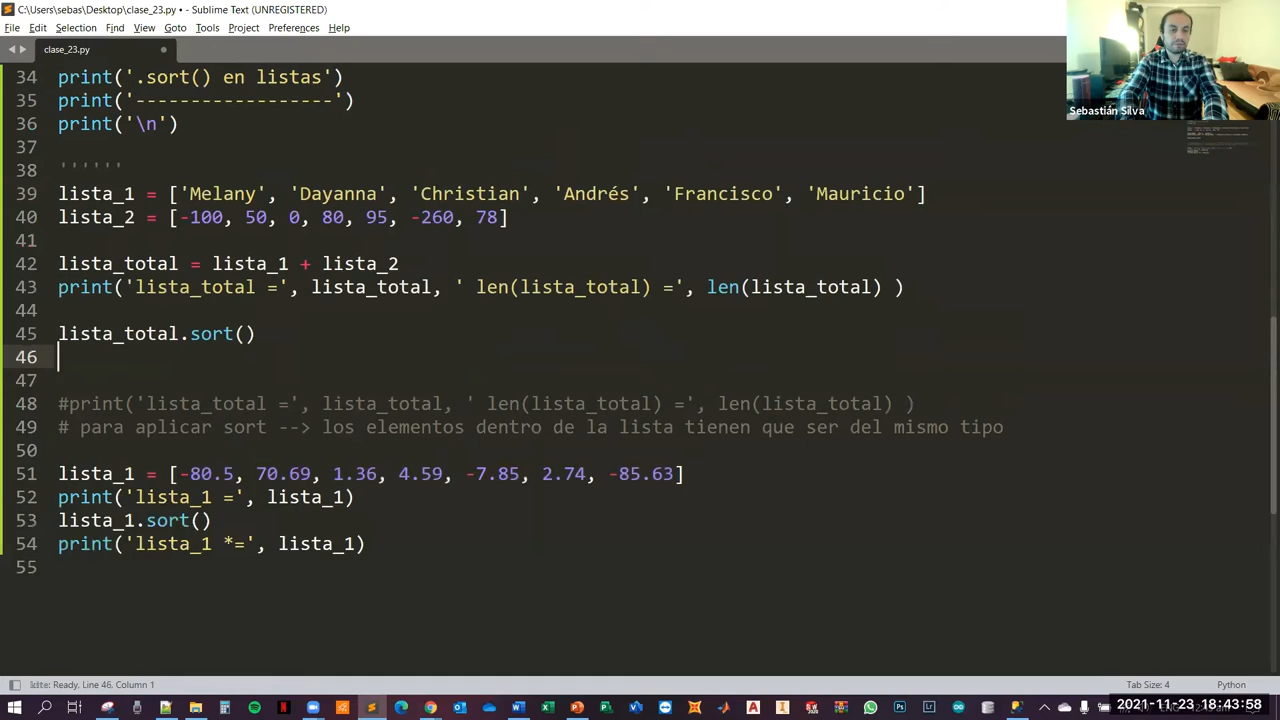 C:\Users\sebas\Desktop\clase_23.py • - Sublime Text (UNREGISTERED)
File Edit Selection Find View Goto Tools Project Preferences Help
clase_23.py
Sebastián Silva
34 print('.sort() en listas')
35 print('------------------')
36 print('\n')
37
38 ''''''
39 lista_1 = ['Melany', 'Dayanna', 'Christian', 'Andrés', 'Francisco', 'Mauricio']
40 lista_2 = [-100, 50, 0, 80, 95, -260, 78]
41
42 lista_total = lista_1 + lista_2
43 print('lista_total =', lista_total, ' len(lista_total) =', len(lista_total) )
44
45 lista_total.sort()
46
47
48 #print('lista_total =', lista_total, ' len(lista_total) =', len(lista_total) )
49 # para aplicar sort --> los elementos dentro de la lista tienen que ser del mismo tipo
50
51 lista_1 = [-80.5, 70.69, 1.36, 4.59, -7.85, 2.74, -85.63]
52 print('lista_1 =', lista_1)
53 lista_1.sort()
54 print('lista_1 *=', lista_1)
55
Ready, Line 46, Column 1 Tab Size: 4 Python
2021-11-23 18:43:58